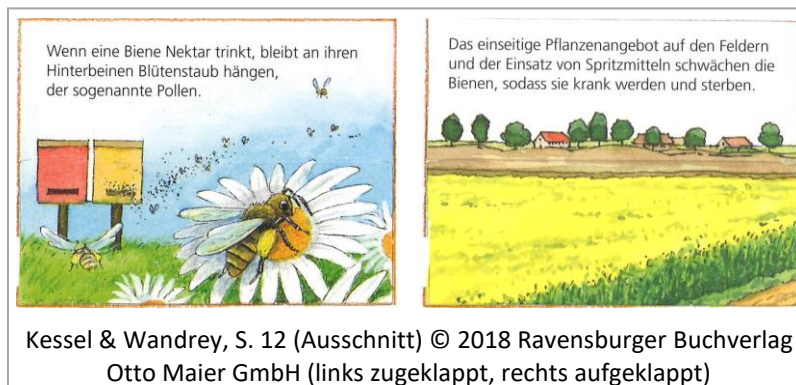 Wenn eine Biene Nektar trinkt, bleibt an ihren
Hinterbeinen Blütenstaub hängen,
der sogenannte Pollen.
Das einseitige Pflanzenangebot auf den Feldern
und der Einsatz von Spritzmitteln schwächen die
Bienen, sodass sie krank werden und sterben.
Kessel & Wandrey, S. 12 (Ausschnitt) © 2018 Ravensburger Buchverlag
Otto Maier GmbH (links zugeklappt, rechts aufgeklappt)